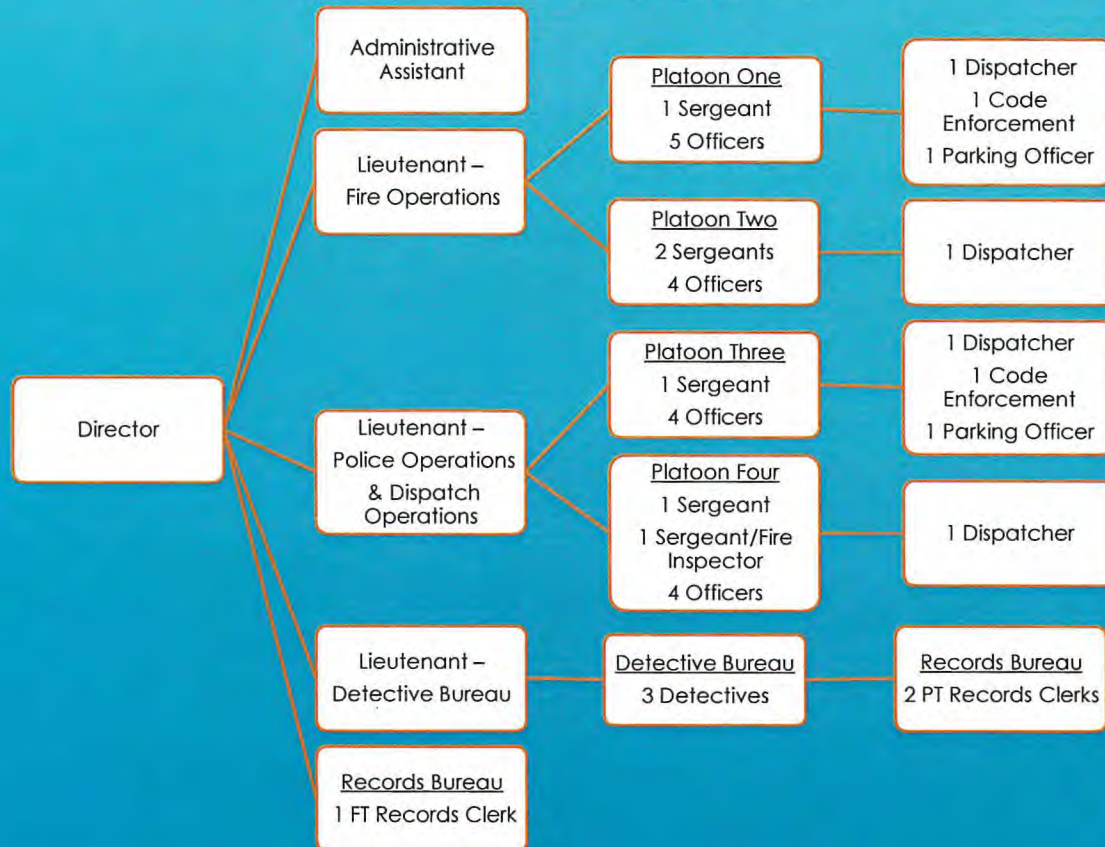 Administrative
Assistant
Platoon One
1 Sergeant
5 Officers
1 Dispatcher
1 Code
Enforcement
1 Parking Officer
Lieutenant –
Fire Operations
Platoon Two
2 Sergeants
4 Officers
1 Dispatcher
Director
Lieutenant –
Police Operations
& Dispatch
Operations
Platoon Three
1 Sergeant
4 Officers
1 Dispatcher
1 Code
Enforcement
1 Parking Officer
Platoon Four
1 Sergeant
1 Sergeant/Fire
Inspector
4 Officers
1 Dispatcher
Lieutenant –
Detective Bureau
Detective Bureau
3 Detectives
Records Bureau
2 PT Records Clerks
Records Bureau
1 FT Records Clerk